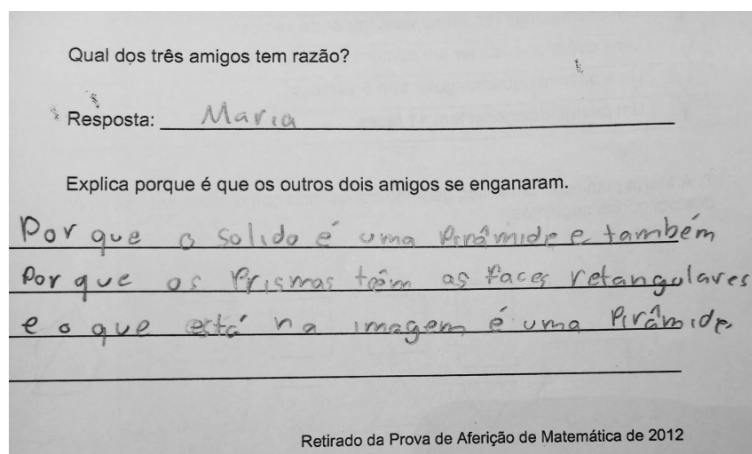 Qual dos três amigos tem razão?
Resposta: Maria
Explica porque é que os outros dois amigos se enganaram.
Por que o solido é uma Pirâmide e também
Por que os Prismas têm as faces retangulares
e o que está na imagem é uma Pirâmide
Retirado da Prova de Aferição de Matemática de 2012